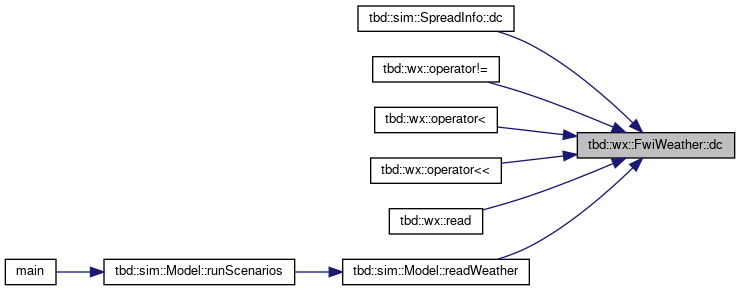 tbd::sim::SpreadInfo::dc
tbd::wx::operator!=
tbd::wx::operator<
tbd::wx::FwiWeather::dc
tbd::wx::operator<<
tbd::wx::read
main
tbd::sim::Model::runScenarios
tbd::sim::Model::readWeather